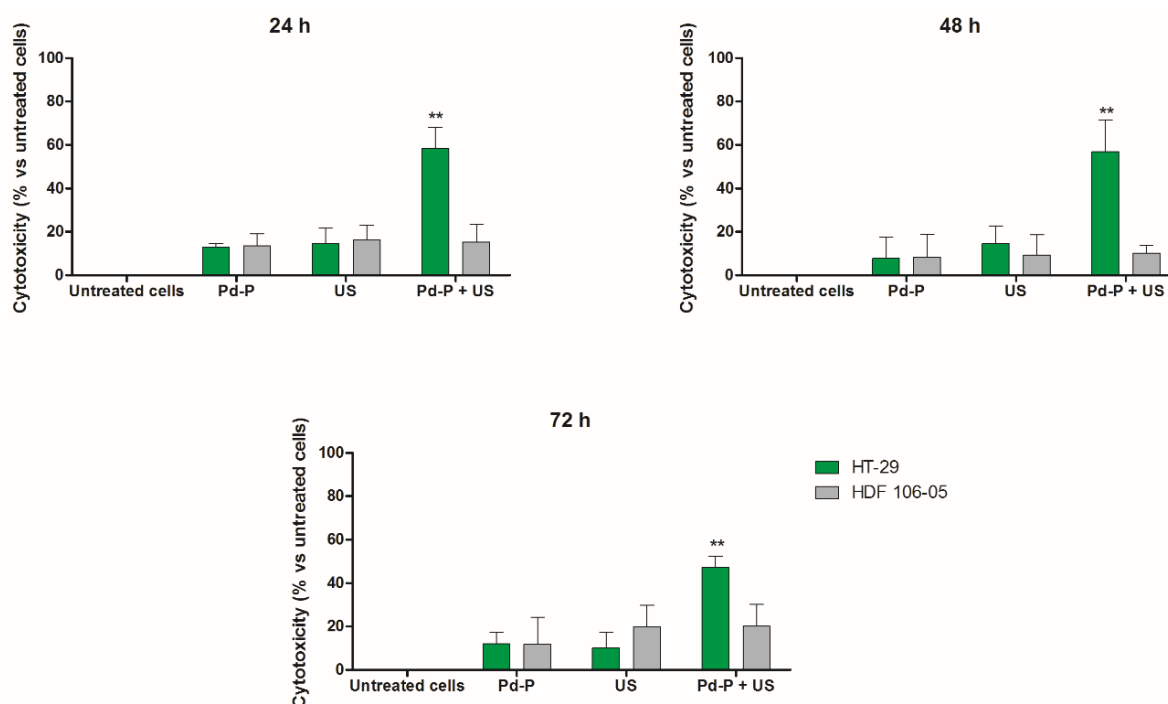 24 h
Cytotoxicity (% vs untreated cells)
100
80
60
40
20
0
**
Untreated cells Pd-P US Pd-P + US
48 h
Cytotoxicity (% vs untreated cells)
100
80
60
40
20
0
**
Untreated cells Pd-P US Pd-P + US
72 h
Cytotoxicity (% vs untreated cells)
100
80
60
40
20
0
**
Untreated cells Pd-P US Pd-P + US
HT-29
HDF 106-05